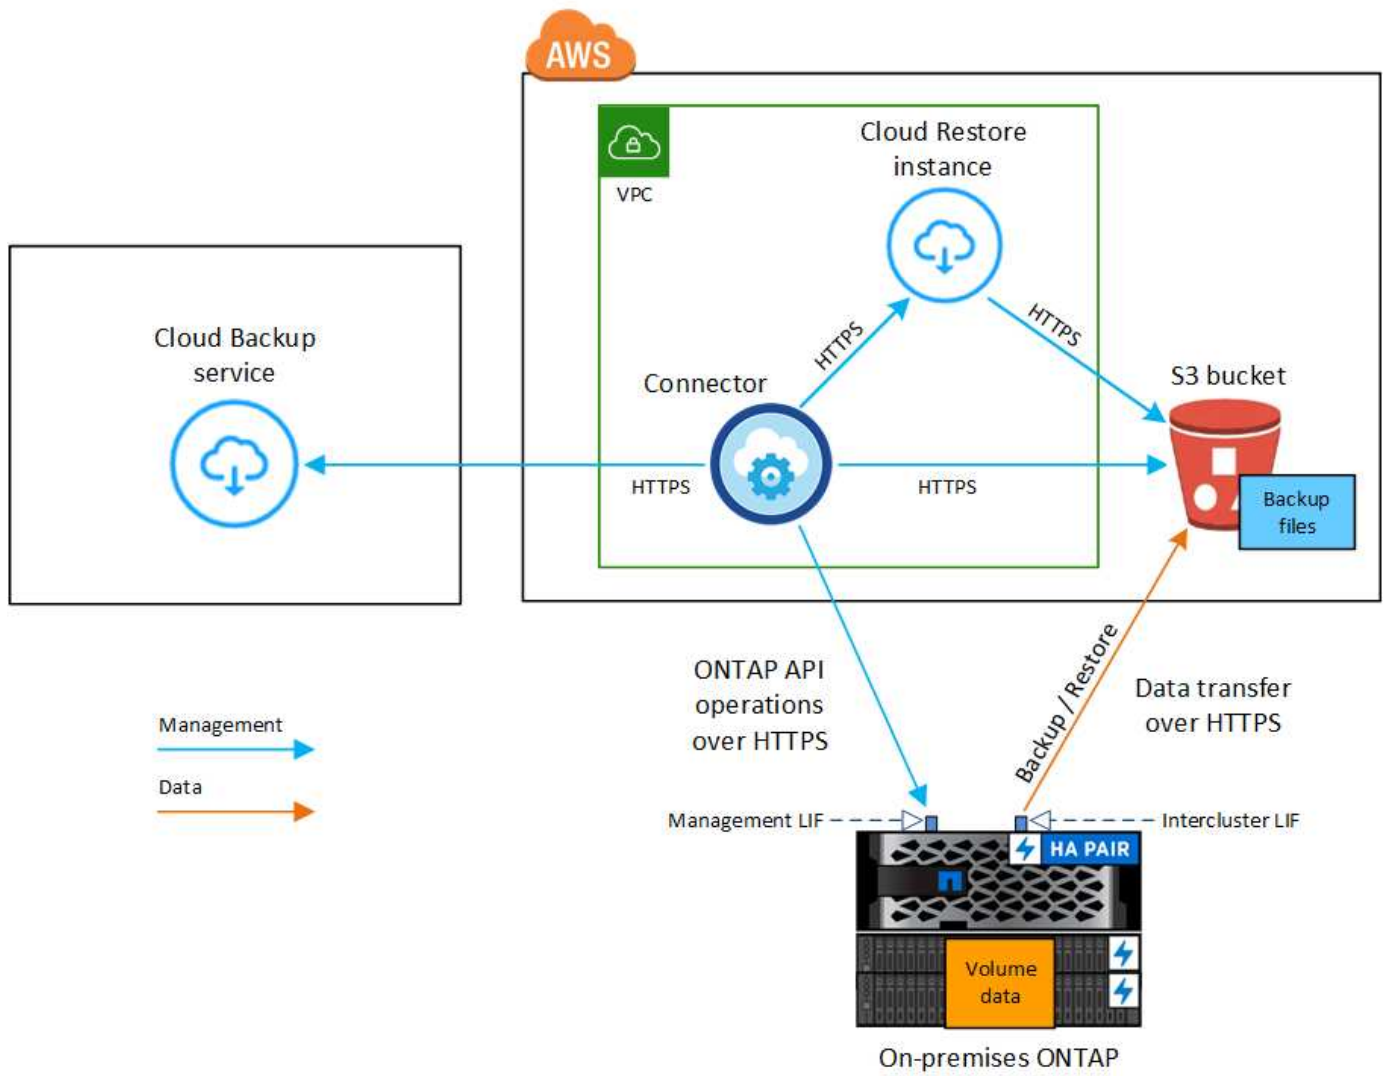 AWS
Cloud Restore
instance
VPC
Cloud Backup
service
HTTPS
HTTPS
Connector
S3 bucket
HTTPS
HTTPS
Backup
files
ONTAP API
operations
over HTTPS
Backup / Restore
Data transfer
over HTTPS
Management
Data
Management LIF
Intercluster LIF
HA PAIR
Volume
data
On-premises ONTAP